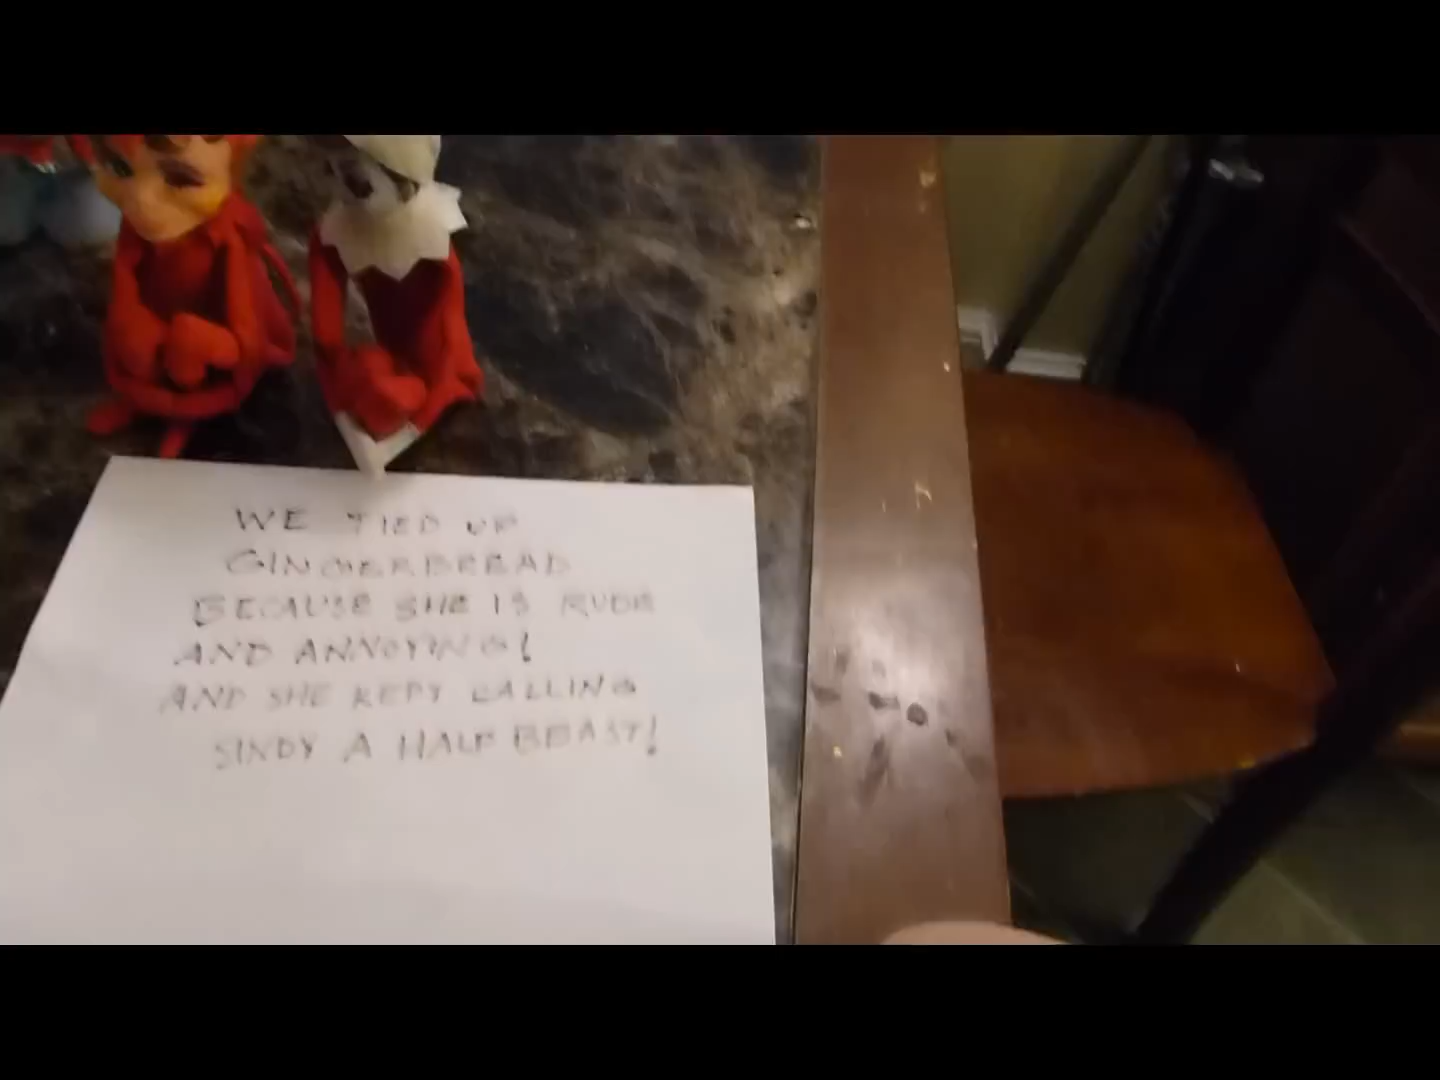 WE TIED UP
GINGERBREAD
BECAUSE SHE IS RUDE
AND ANNOYING!
AND SHE KEPT CALLING
SINDY A HALF BEAST!